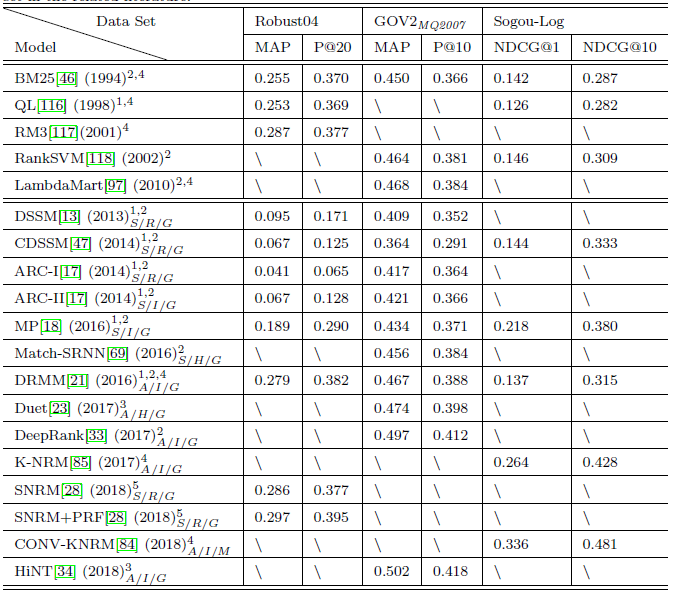 Data Set Robust04 GOV2MQ2007 Sogou-Log
Model MAP P@20 MAP P@10 NDCG@1 NDCG@10
BM25[46] (1994)2,4 0.255 0.370 0.450 0.366 0.142 0.287
QL[116] (1998)1,4 0.253 0.369 \ \ 0.126 0.282
RM3[117](2001)4 0.287 0.377 \ \ \ \
RankSVM[118] (2002)2 \ \ 0.464 0.381 0.146 0.309
LambdaMart[97] (2010)2,4 \ \ 0.468 0.384 \ \
DSSM[13] (2013)1,2 S/R/G 0.095 0.171 0.409 0.352 \ \
CDSSM[47] (2014)1,2 S/R/G 0.067 0.125 0.364 0.291 0.144 0.333
ARC-I[17] (2014)1,2 S/R/G 0.041 0.065 0.417 0.364 \ \
ARC-II[17] (2014)1,2 S/I/G 0.067 0.128 0.421 0.366 \ \
MP[18] (2016)1,2 S/I/G 0.189 0.290 0.434 0.371 0.218 0.380
Match-SRNN[69] (2016)2 S/H/G \ \ 0.456 0.384 \ \
DRMM[21] (2016)1,2,4 A/I/G 0.279 0.382 0.467 0.388 0.137 0.315
Duet[23] (2017)3 A/H/G \ \ 0.474 0.398 \ \
DeepRank[33] (2017)2 A/I/G \ \ 0.497 0.412 \ \
K-NRM[85] (2017)4 A/I/G \ \ \ \ 0.264 0.428
SNRM[28] (2018)5 S/R/G 0.286 0.377 \ \ \ \
SNRM+PRF[28] (2018)5 S/R/G 0.297 0.395 \ \ \ \
CONV-KNRM[84] (2018)4 A/I/M \ \ \ \ 0.336 0.481
HiNT[34] (2018)3 A/I/G \ \ 0.502 0.418 \ \